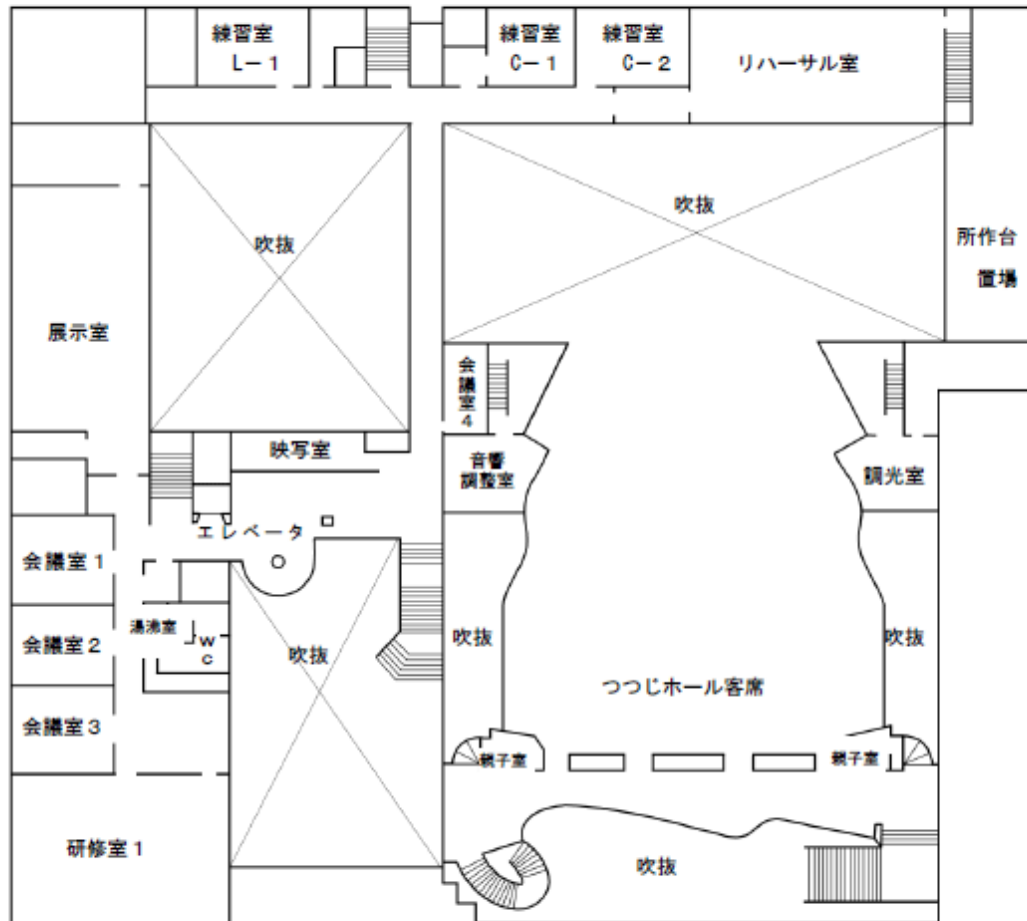 練習室
L－1
練習室
C－1
練習室
C－2
リハーサル室
吹抜
吹抜
所作台
置場
展示室
会議室4
映写室
音響
調整室
調光室
エレベータ
会議室1
湯沸室
WC
会議室2
吹抜
吹抜
吹抜
つつじホール客席
会議室3
親子室
親子室
研修室1
吹抜